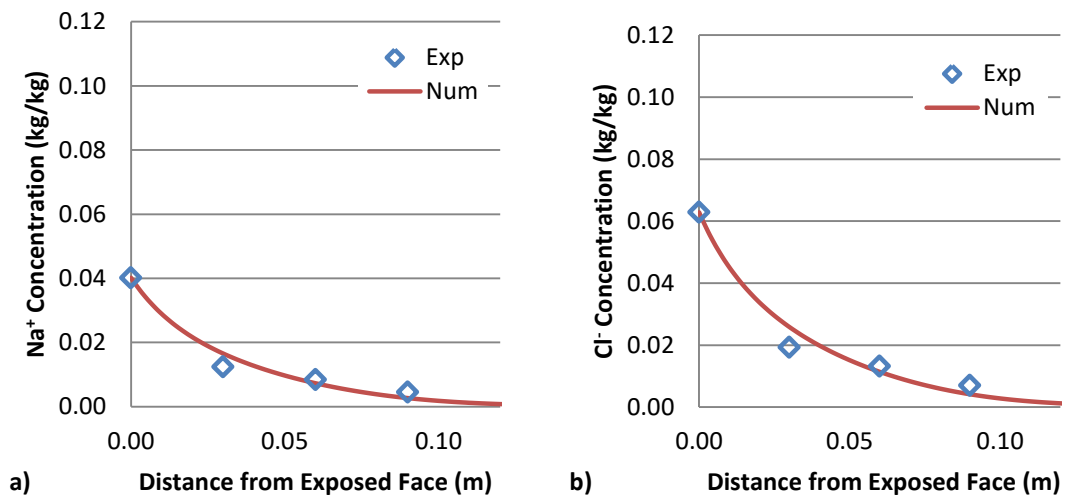 0.12
0.10
0.08
0.06
0.04
0.02
0.00
Na⁺ Concentration (kg/kg)
Exp
Num
0.00
0.05
0.10
a)
Distance from Exposed Face (m)
0.12
0.10
0.08
0.06
0.04
0.02
0.00
Cl⁻ Concentration (kg/kg)
Exp
Num
0.00
0.05
0.10
b)
Distance from Exposed Face (m)